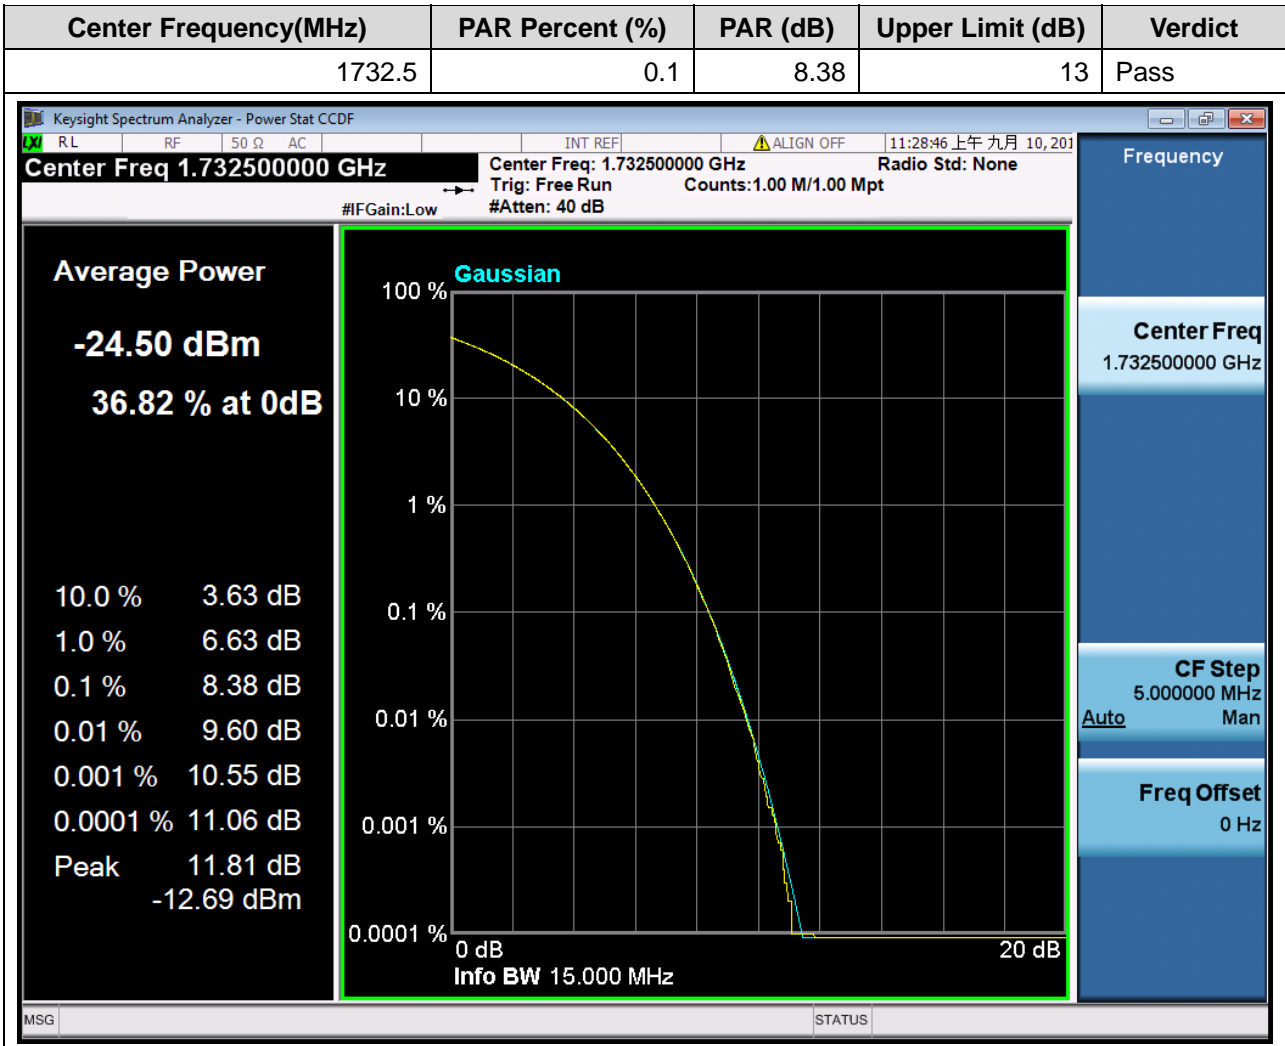 Center Frequency(MHz) PAR Percent (%) PAR (dB) Upper Limit (dB) Verdict
1732.5 0.1 8.38 13 Pass
Keysight Spectrum Analyzer - Power Stat CCDF
LXI RL RF 50 Ω AC INT REF ALIGN OFF 11:28:46 上午 九月 10, 201
Center Freq 1.732500000 GHz
Center Freq: 1.732500000 GHz Radio Std: None
Trig: Free Run Counts:1.00 M/1.00 Mpt
#IFGain:Low #Atten: 40 dB
Frequency
Average Power
-24.50 dBm
36.82 % at 0dB
10.0 % 3.63 dB
1.0 % 6.63 dB
0.1 % 8.38 dB
0.01 % 9.60 dB
0.001 % 10.55 dB
0.0001 % 11.06 dB
Peak 11.81 dB
-12.69 dBm
Gaussian
100 %
10 %
1 %
0.1 %
0.01 %
0.001 %
0.0001 %
0 dB 20 dB
Info BW 15.000 MHz
Center Freq
1.732500000 GHz
CF Step
5.000000 MHz
Auto Man
Freq Offset
0 Hz
MSG STATUS